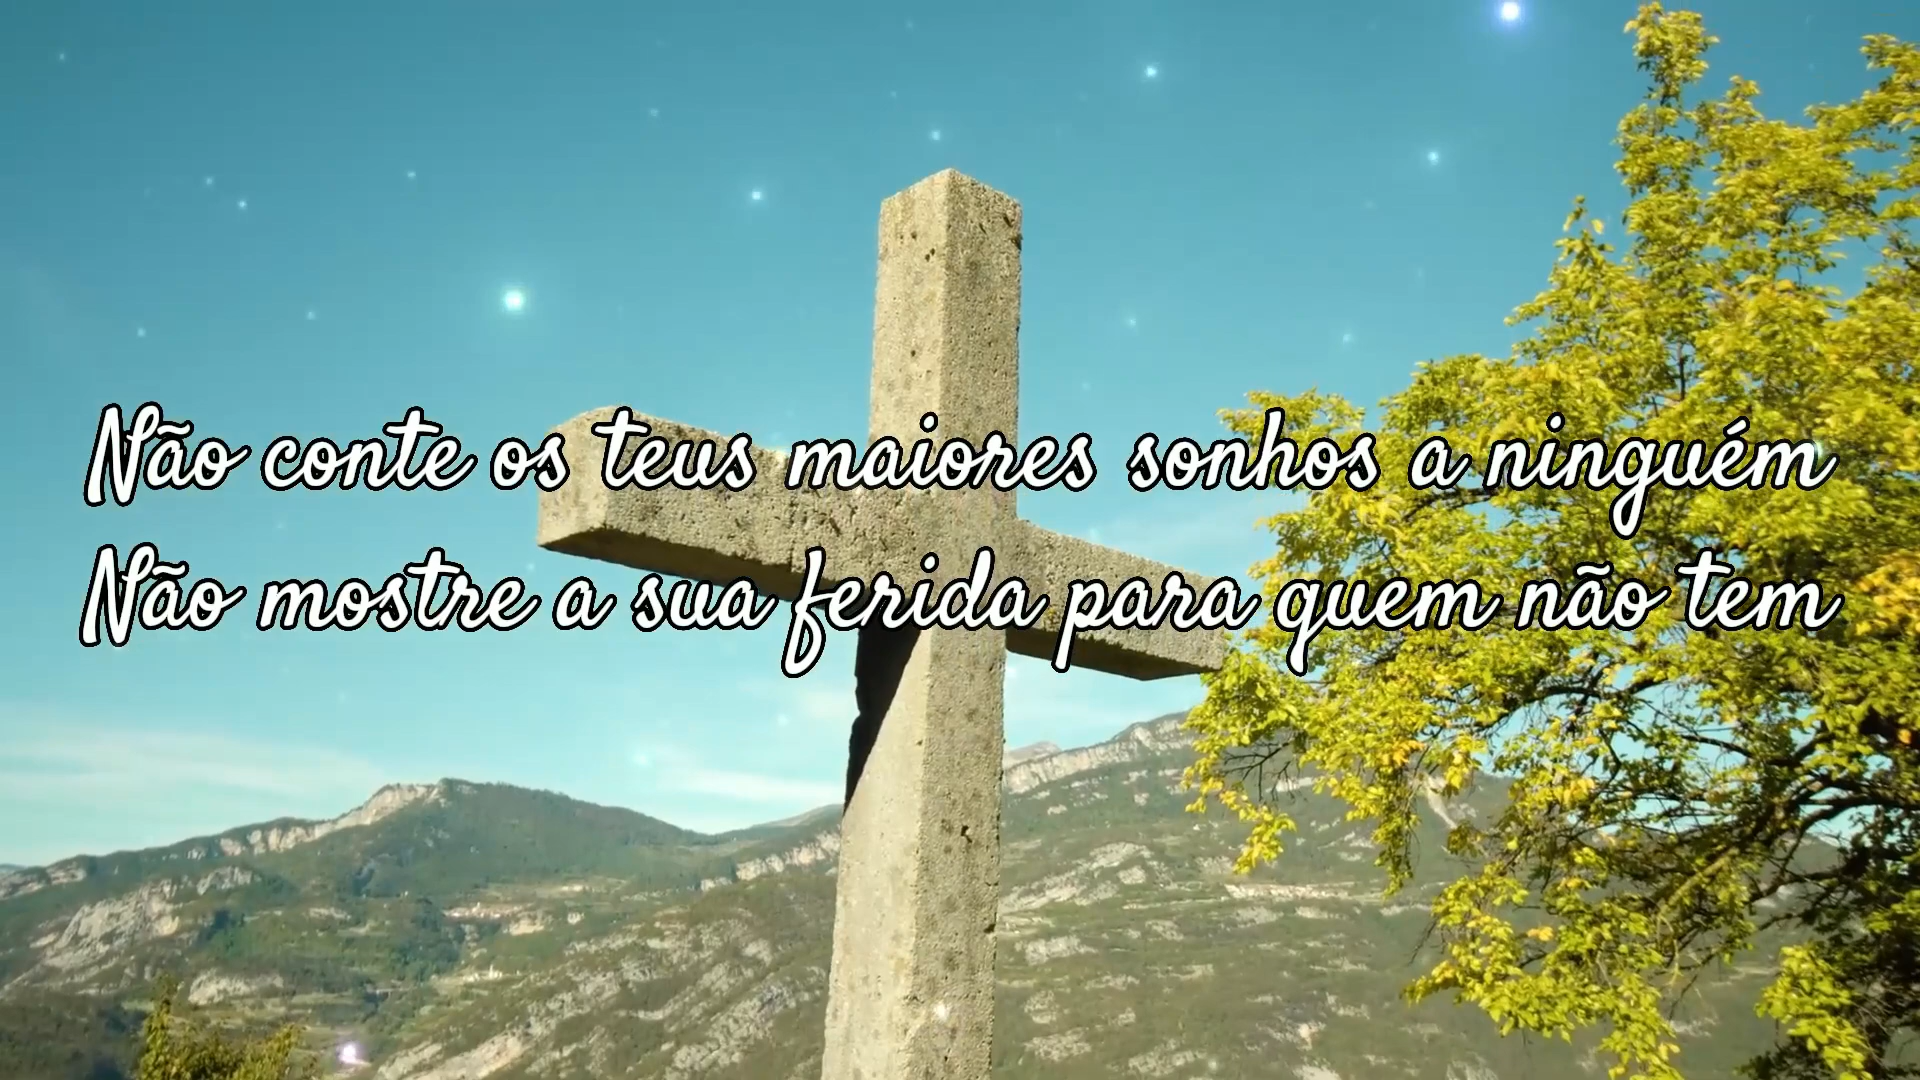 Não conte os teus maiores sonhos a ninguém
Não mostre a sua ferida para quem não tem